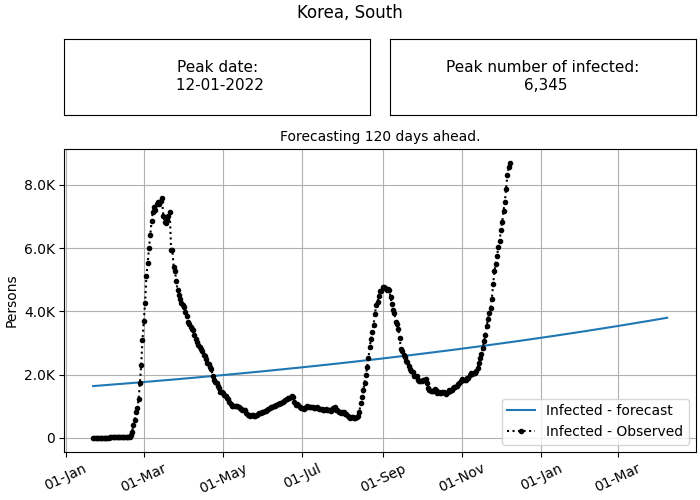 Korea, South
Peak date:
12-01-2022
Peak number of infected:
6,345
Forecasting 120 days ahead.
Persons
8.0K
6.0K
4.0K
2.0K
0
Infected - forecast
Infected - Observed
01-Jan
01-Mar
01-May
01-Jul
01-Sep
01-Nov
01-Jan
01-Mar